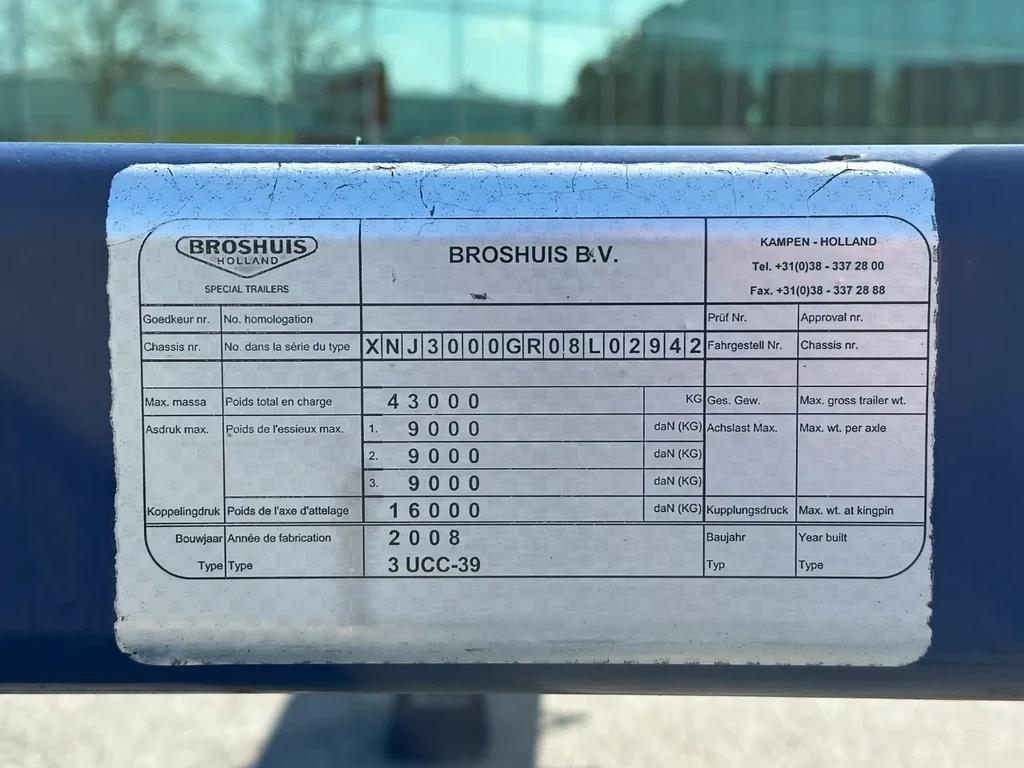 BROSHUIS
HOLLAND
SPECIAL TRAILERS
BROSHUIS B.V.
KAMPEN - HOLLAND
Tel. +31(0)38 - 337 28 00
Fax. +31(0)38 - 337 28 88
Goedkeur nr. No. homologation Prüf Nr. Approval nr.
Chassis nr. No. dans la série du type XNJ3000GR08L02942 Fahrgestell Nr. Chassis nr.
Max. massa Poids total en charge 43000 KG Ges. Gew. Max. gross trailer wt.
Asdruk max. Poids de l'essieux max. 1. 9000 daN (KG) Achslast Max. Max. wt. per axle
2. 9000 daN (KG)
3. 9000 daN (KG)
Koppelingdruk Poids de l'axe d'attelage 16000 daN (KG) Kupplungsdruck Max. wt. at kingpin
Bouwjaar Année de fabrication 2008 Baujahr Year built
Type Type 3 UCC-39 Typ Type